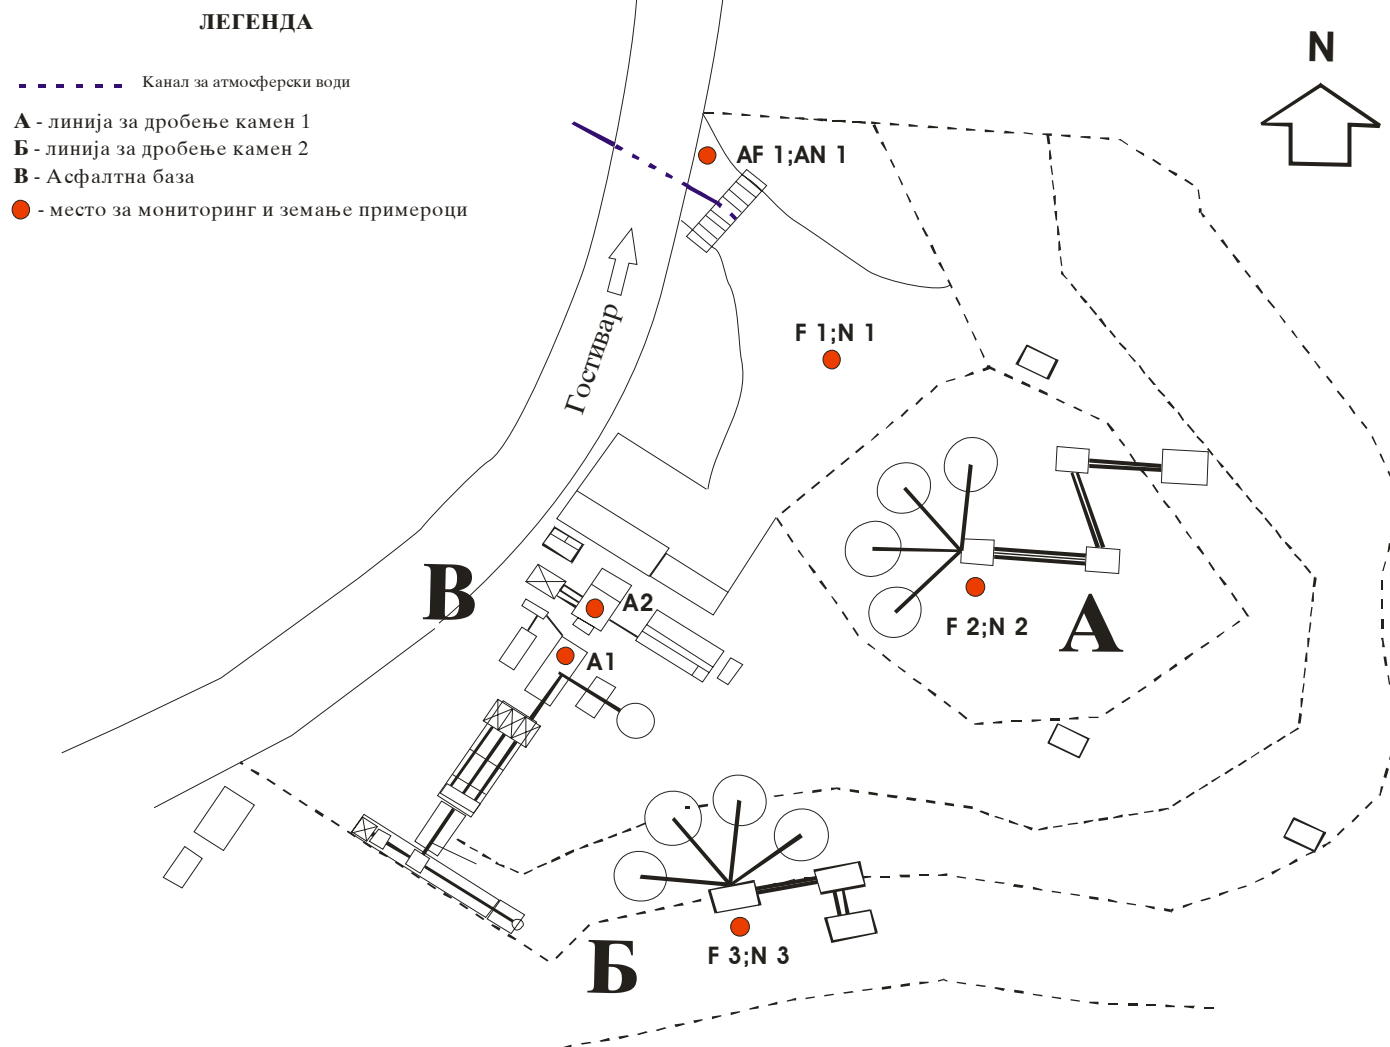 ЛЕГЕНДА
Канал за атмосферски води
А - линија за дробење камен 1
Б - линија за дробење камен 2
В - Асфалтна база
- место за мониторинг и земање примероци
N
AF 1;AN 1
Гостивар
F 1;N 1
В
A2
A1
F 2;N 2
А
F 3;N 3
Б